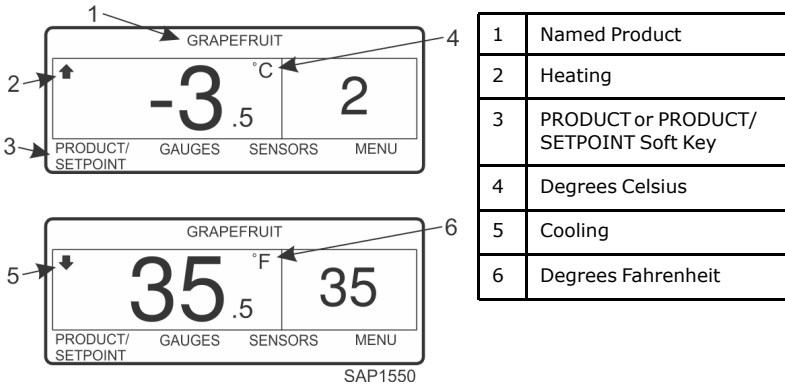 1
GRAPEFRUIT
4
°C
2
-3.5
2
3
PRODUCT/ GAUGES SENSORS MENU
SETPOINT
GRAPEFRUIT
6
°F
5
35.5
35
PRODUCT/ GAUGES SENSORS MENU
SETPOINT
SAP1550
1 Named Product
2 Heating
3 PRODUCT or PRODUCT/
SETPOINT Soft Key
4 Degrees Celsius
5 Cooling
6 Degrees Fahrenheit